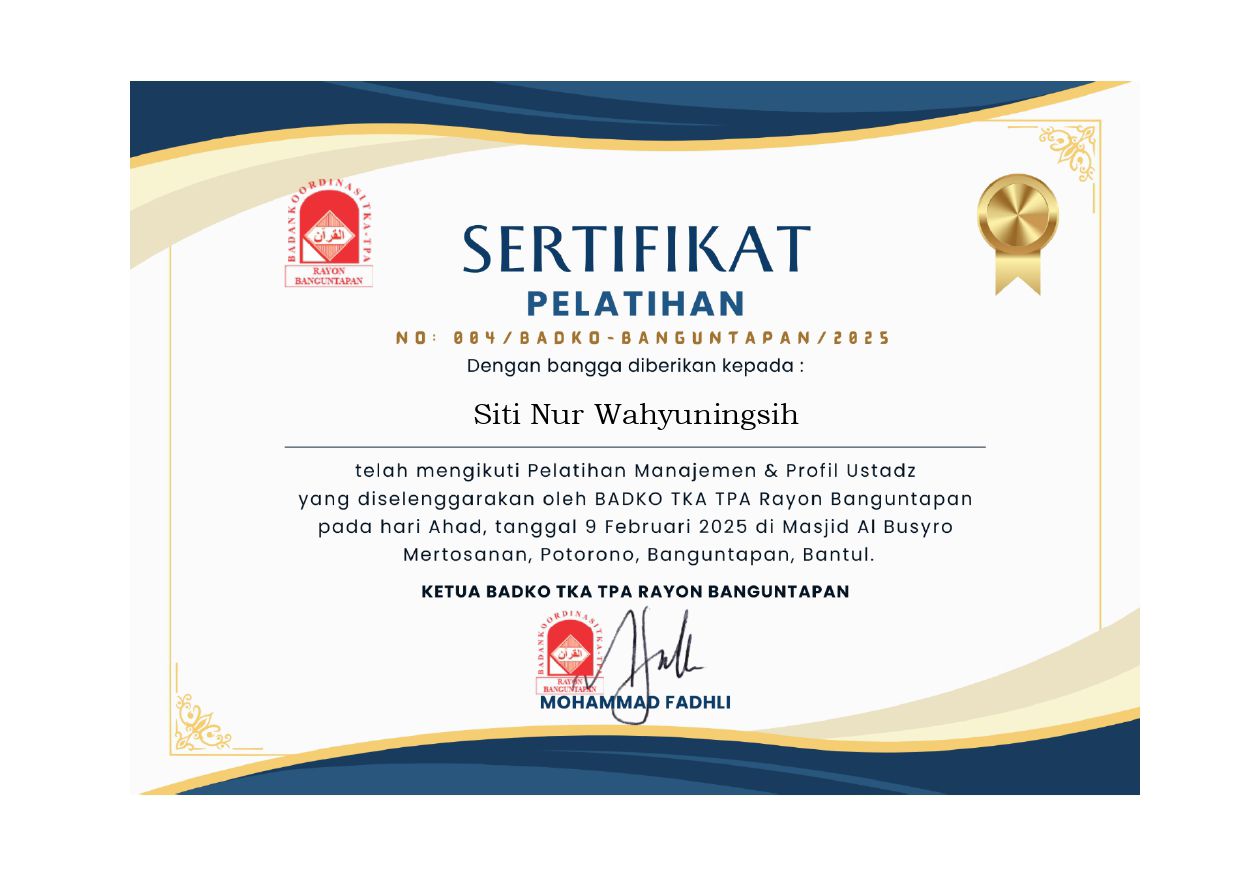 BADAN KOORDINASI TKA-TPA
القرآن
RAYON
BANGUNTAPAN
SERTIFIKAT
PELATIHAN
NO: 004/BADKO-BANGUNTAPAN/2025
Dengan bangga diberikan kepada :
Siti Nur Wahyuningsih
telah mengikuti Pelatihan Manajemen & Profil Ustadz
yang diselenggarakan oleh BADKO TKA TPA Rayon Banguntapan
pada hari Ahad, tanggal 9 Februari 2025 di Masjid Al Busyro
Mertosanan, Potorono, Banguntapan, Bantul.
KETUA BADKO TKA TPA RAYON BANGUNTAPAN
BADAN KOORDINASI TKA-TPA
القرآن
RAYON
BANGUNTAPAN
MOHAMMAD FADHLI